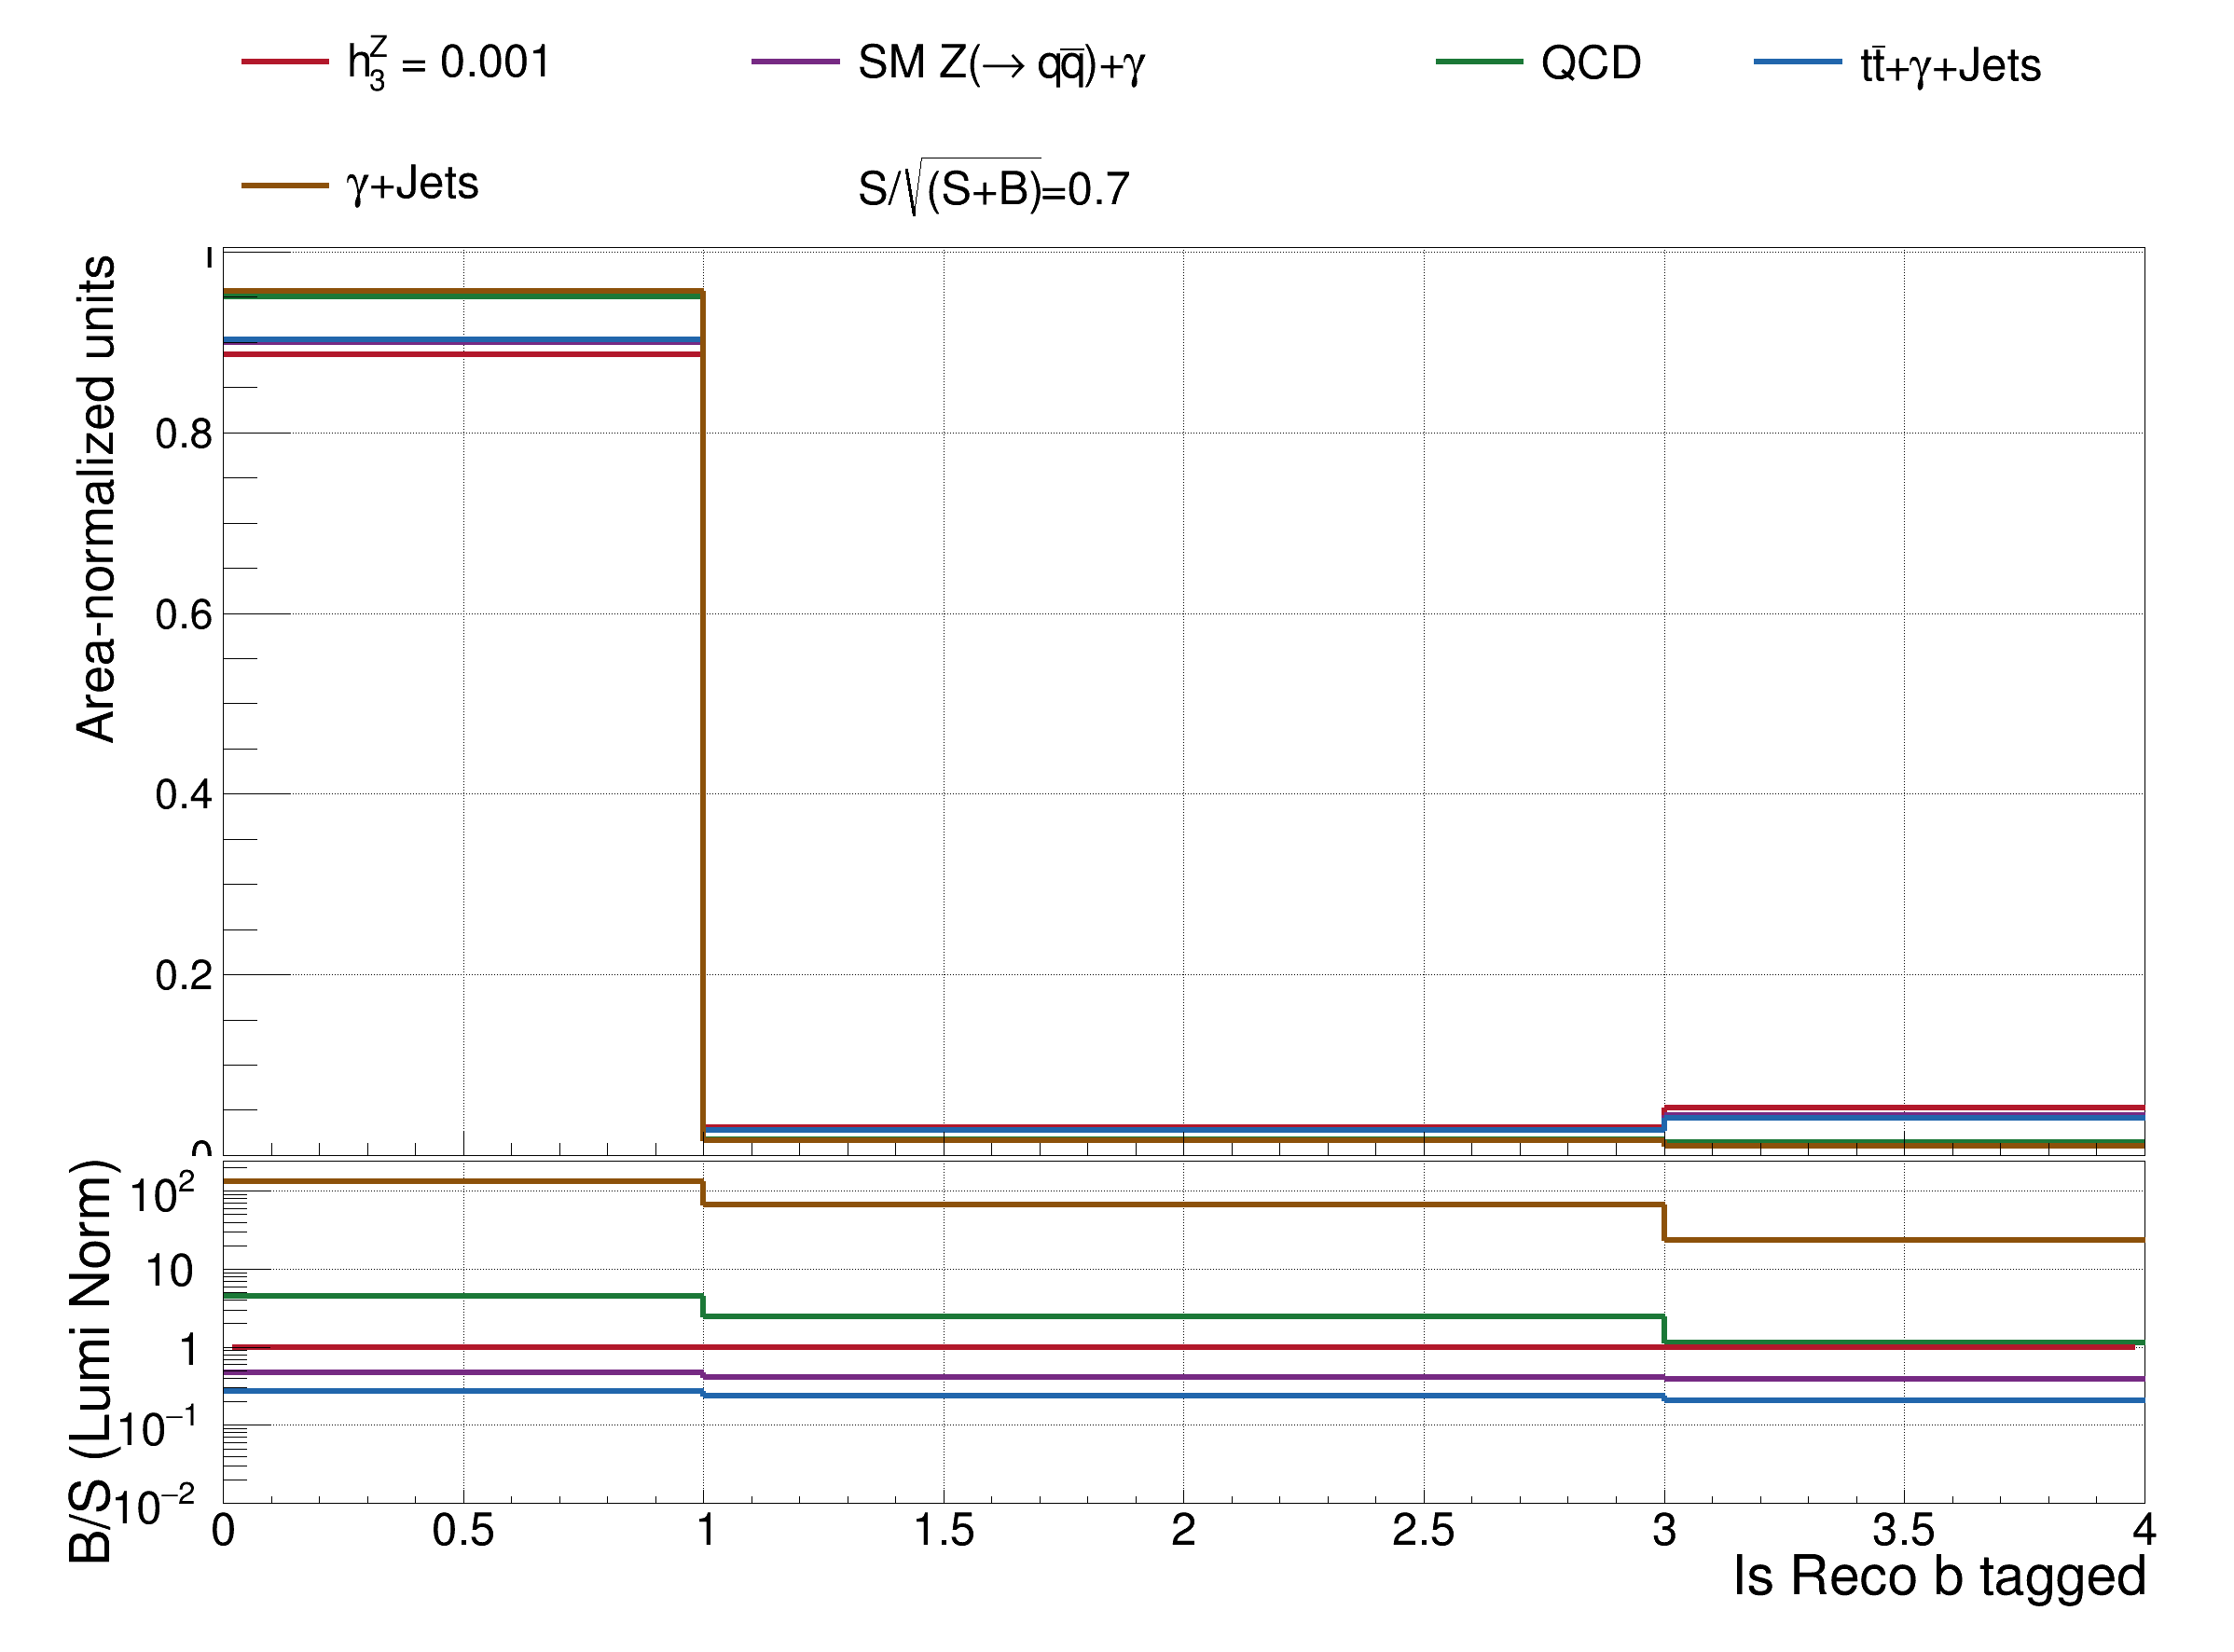 h₃ᶻ = 0.001 SM Z(→ qq̅)+γ QCD tt̅+γ+Jets
γ+Jets S/√(S+B)=0.7
Area-normalized units
1
0.8
0.6
0.4
0.2
0
B/S (Lumi Norm)
10²
10
1
10⁻¹
10⁻²
0 0.5 1 1.5 2 2.5 3 3.5 4
Is Reco b tagged